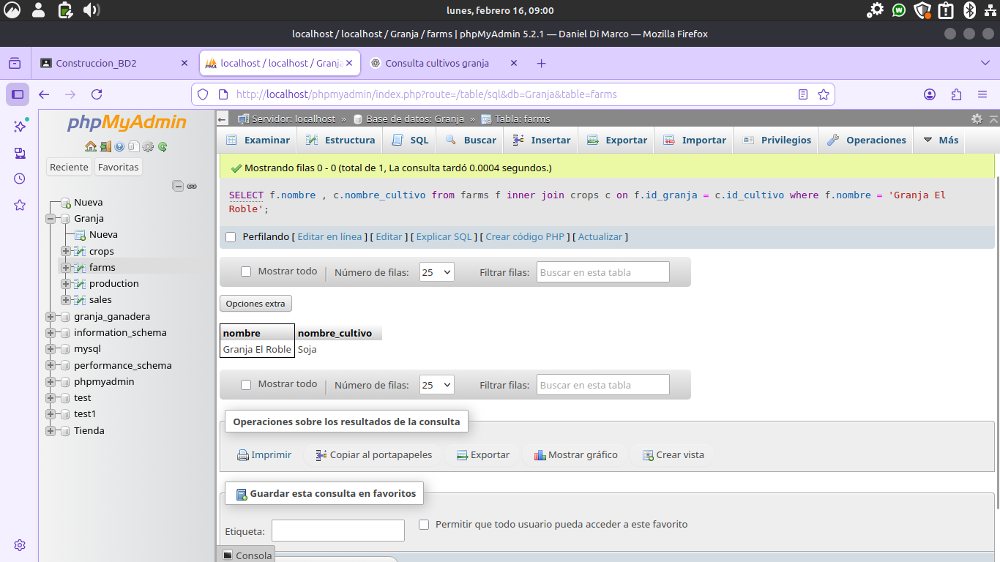 lunes, febrero 16, 09:00
localhost / localhost / Granja / farms | phpMyAdmin 5.2.1 — Daniel Di Marco — Mozilla Firefox
Construccion_BD2
localhost / localhost / Granja
Consulta cultivos granja
http://localhost/phpmyadmin/index.php?route=/table/sql&db=Granja&table=farms
phpMyAdmin
Reciente
Favoritas
Nueva
Granja
Nueva
crops
farms
production
sales
granja_ganadera
information_schema
mysql
performance_schema
phpmyadmin
test
test1
Tienda
Servidor: localhost » Base de datos: Granja » Tabla: farms
Examinar Estructura SQL Buscar Insertar Exportar Importar Privilegios Operaciones Más
Mostrando filas 0 - 0 (total de 1, La consulta tardó 0.0004 segundos.)
SELECT f.nombre , c.nombre_cultivo from farms f inner join crops c on f.id_granja = c.id_cultivo where f.nombre = 'Granja El
Roble';
Perfilando [ Editar en línea ] [ Editar ] [ Explicar SQL ] [ Crear código PHP ] [ Actualizar ]
Mostrar todo Número de filas: 25 Filtrar filas: Buscar en esta tabla
Opciones extra
nombre nombre_cultivo
Granja El Roble Soja
Mostrar todo Número de filas: 25 Filtrar filas: Buscar en esta tabla
Operaciones sobre los resultados de la consulta
Imprimir Copiar al portapapeles Exportar Mostrar gráfico Crear vista
Guardar esta consulta en favoritos
Etiqueta: Permitir que todo usuario pueda acceder a este favorito
Consola